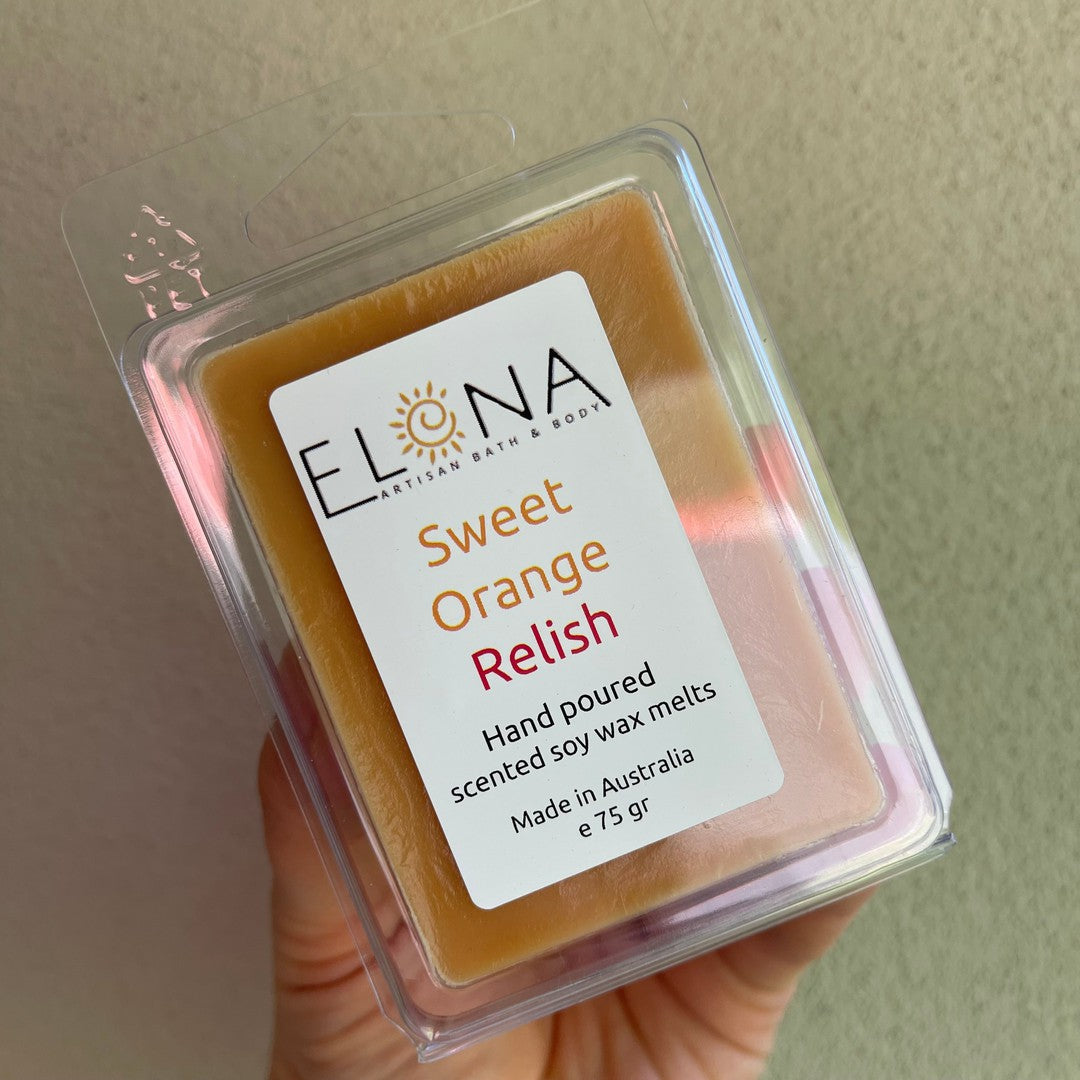 ELONA
ARTISAN BATH & BODY
Sweet
Orange
Relish
Hand poured
scented soy wax melts
Made in Australia
e 75 gr